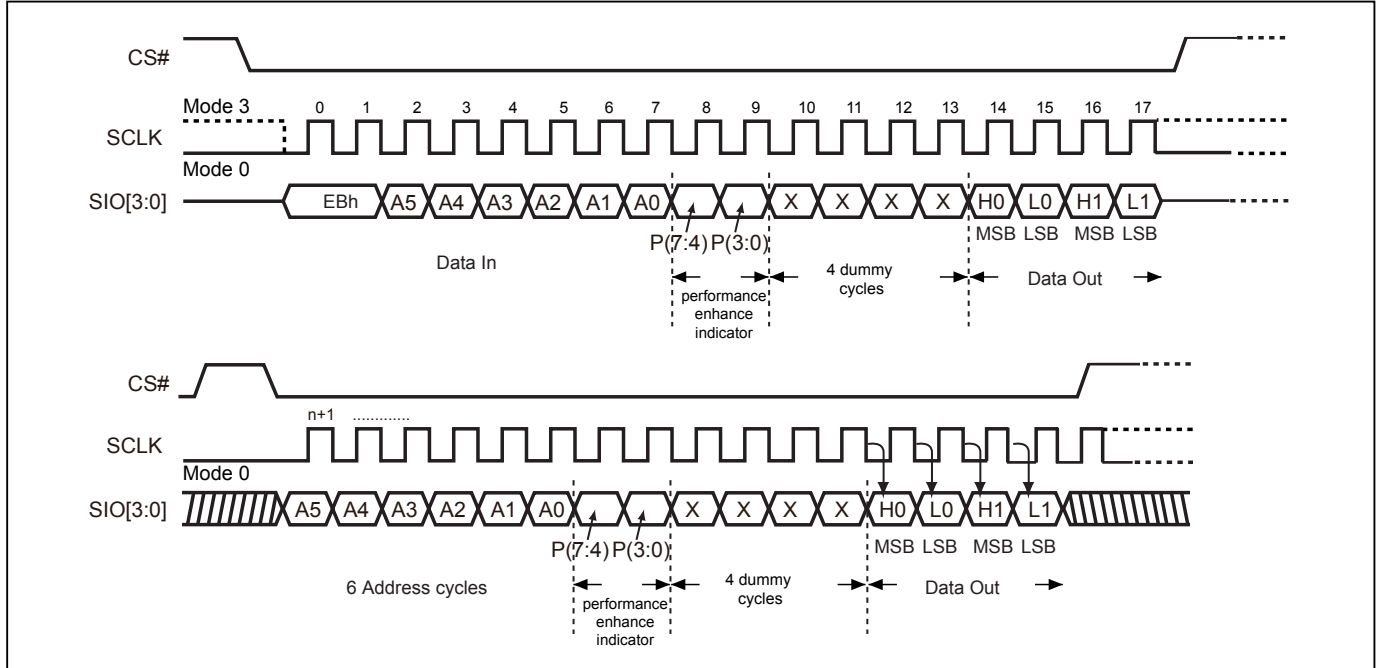 CS#
Mode 3
0 1 2 3 4 5 6 7 8 9 10 11 12 13 14 15 16 17
SCLK
Mode 0
SIO[3:0]
EBh A5 A4 A3 A2 A1 A0 X X X X H0 L0 H1 L1
MSB LSB MSB LSB
P(7:4) P(3:0)
Data In
4 dummy
cycles
Data Out
performance
enhance
indicator
CS#
n+1 .............
SCLK
Mode 0
SIO[3:0]
A5 A4 A3 A2 A1 A0 X X X X H0 L0 H1 L1
P(7:4) P(3:0)
MSB LSB MSB LSB
6 Address cycles
4 dummy
cycles
Data Out
performance
enhance
indicator